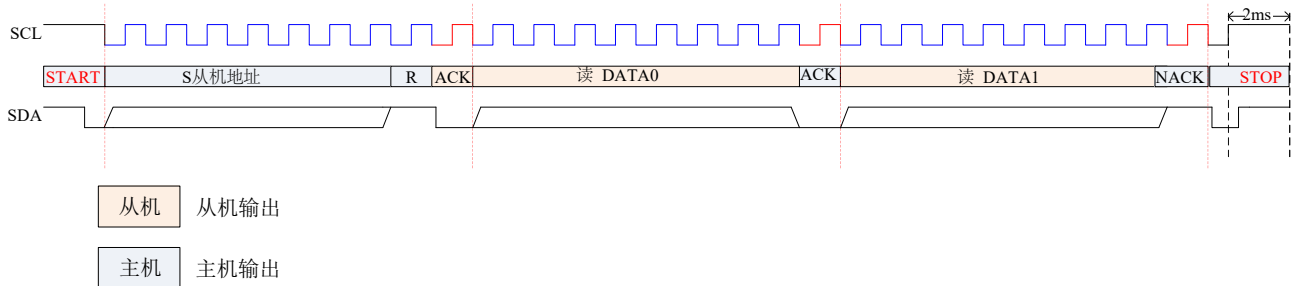 2ms
SCL
START S从机地址 R ACK 读 DATA0 ACK 读 DATA1 NACK STOP
SDA
从机 从机输出
主机 主机输出